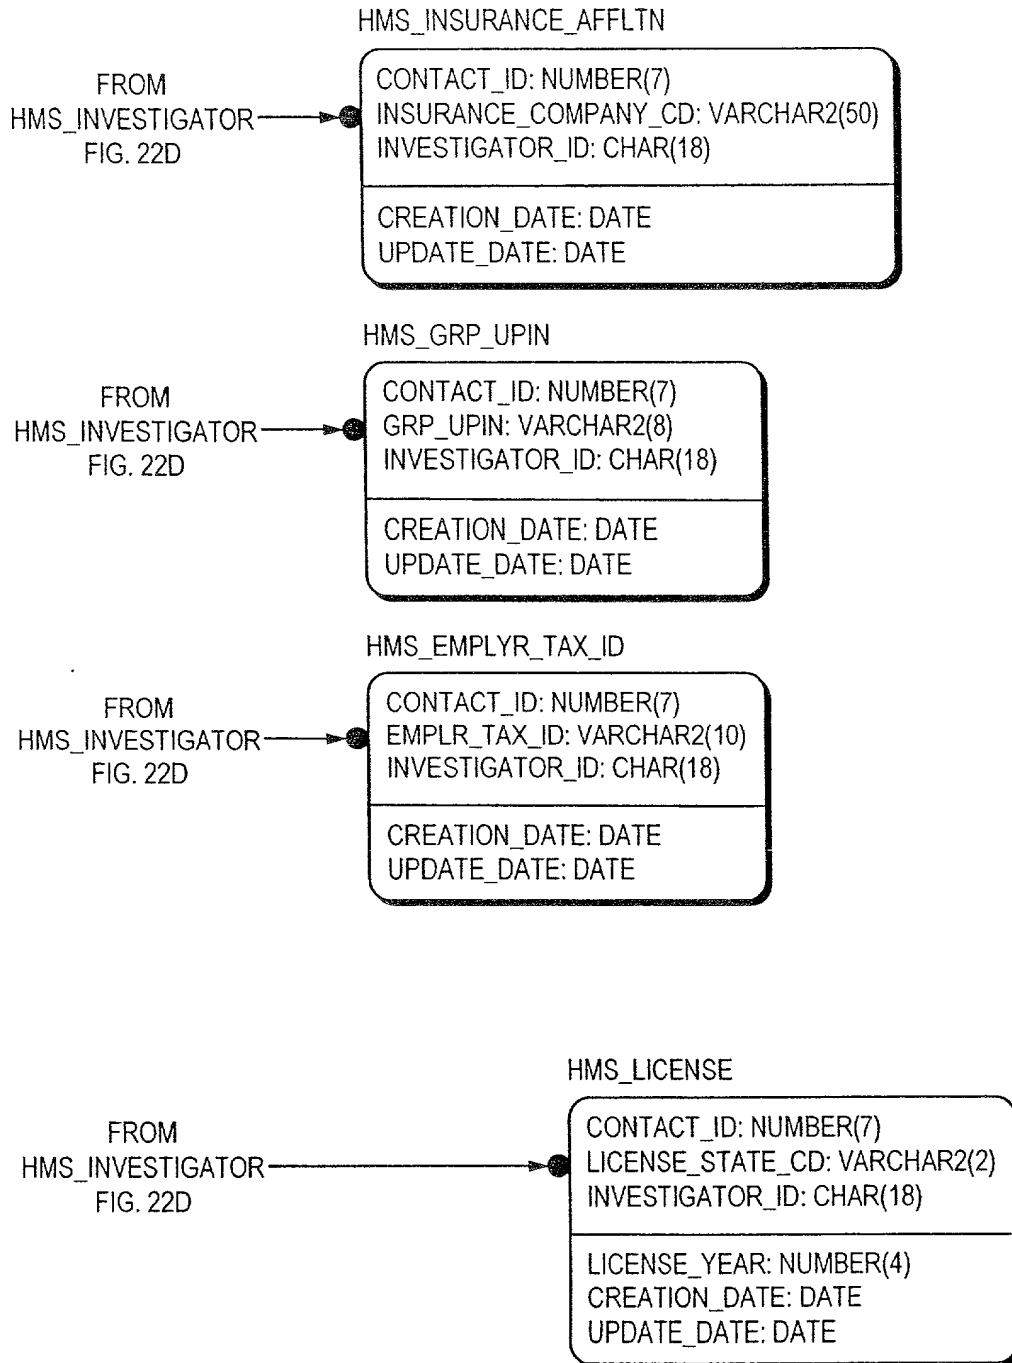 HMS_INSURANCE_AFFLTN
FROM
HMS_INVESTIGATOR
FIG. 22D
CONTACT_ID: NUMBER(7)
INSURANCE_COMPANY_CD: VARCHAR2(50)
INVESTIGATOR_ID: CHAR(18)
CREATION_DATE: DATE
UPDATE_DATE: DATE
HMS_GRP_UPIN
FROM
HMS_INVESTIGATOR
FIG. 22D
CONTACT_ID: NUMBER(7)
GRP_UPIN: VARCHAR2(8)
INVESTIGATOR_ID: CHAR(18)
CREATION_DATE: DATE
UPDATE_DATE: DATE
HMS_EMPLYR_TAX_ID
FROM
HMS_INVESTIGATOR
FIG. 22D
CONTACT_ID: NUMBER(7)
EMPLR_TAX_ID: VARCHAR2(10)
INVESTIGATOR_ID: CHAR(18)
CREATION_DATE: DATE
UPDATE_DATE: DATE
HMS_LICENSE
FROM
HMS_INVESTIGATOR
FIG. 22D
CONTACT_ID: NUMBER(7)
LICENSE_STATE_CD: VARCHAR2(2)
INVESTIGATOR_ID: CHAR(18)
LICENSE_YEAR: NUMBER(4)
CREATION_DATE: DATE
UPDATE_DATE: DATE